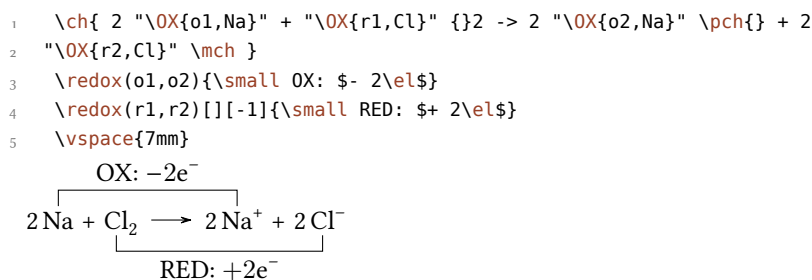 1 \ch{ 2 "\OX{o1,Na}" + "\OX{r1,Cl}" {}2 -> 2 "\OX{o2,Na}" \pch{} + 2
2 "\OX{r2,Cl}" \mch }
3 \redox(o1,o2){\small OX: $- 2\el$}
4 \redox(r1,r2)[][-1]{\small RED: $+ 2\el$}
5 \vspace{7mm}
OX: −2e⁻
2 Na + Cl₂ ⟶ 2 Na⁺ + 2 Cl⁻
RED: +2e⁻